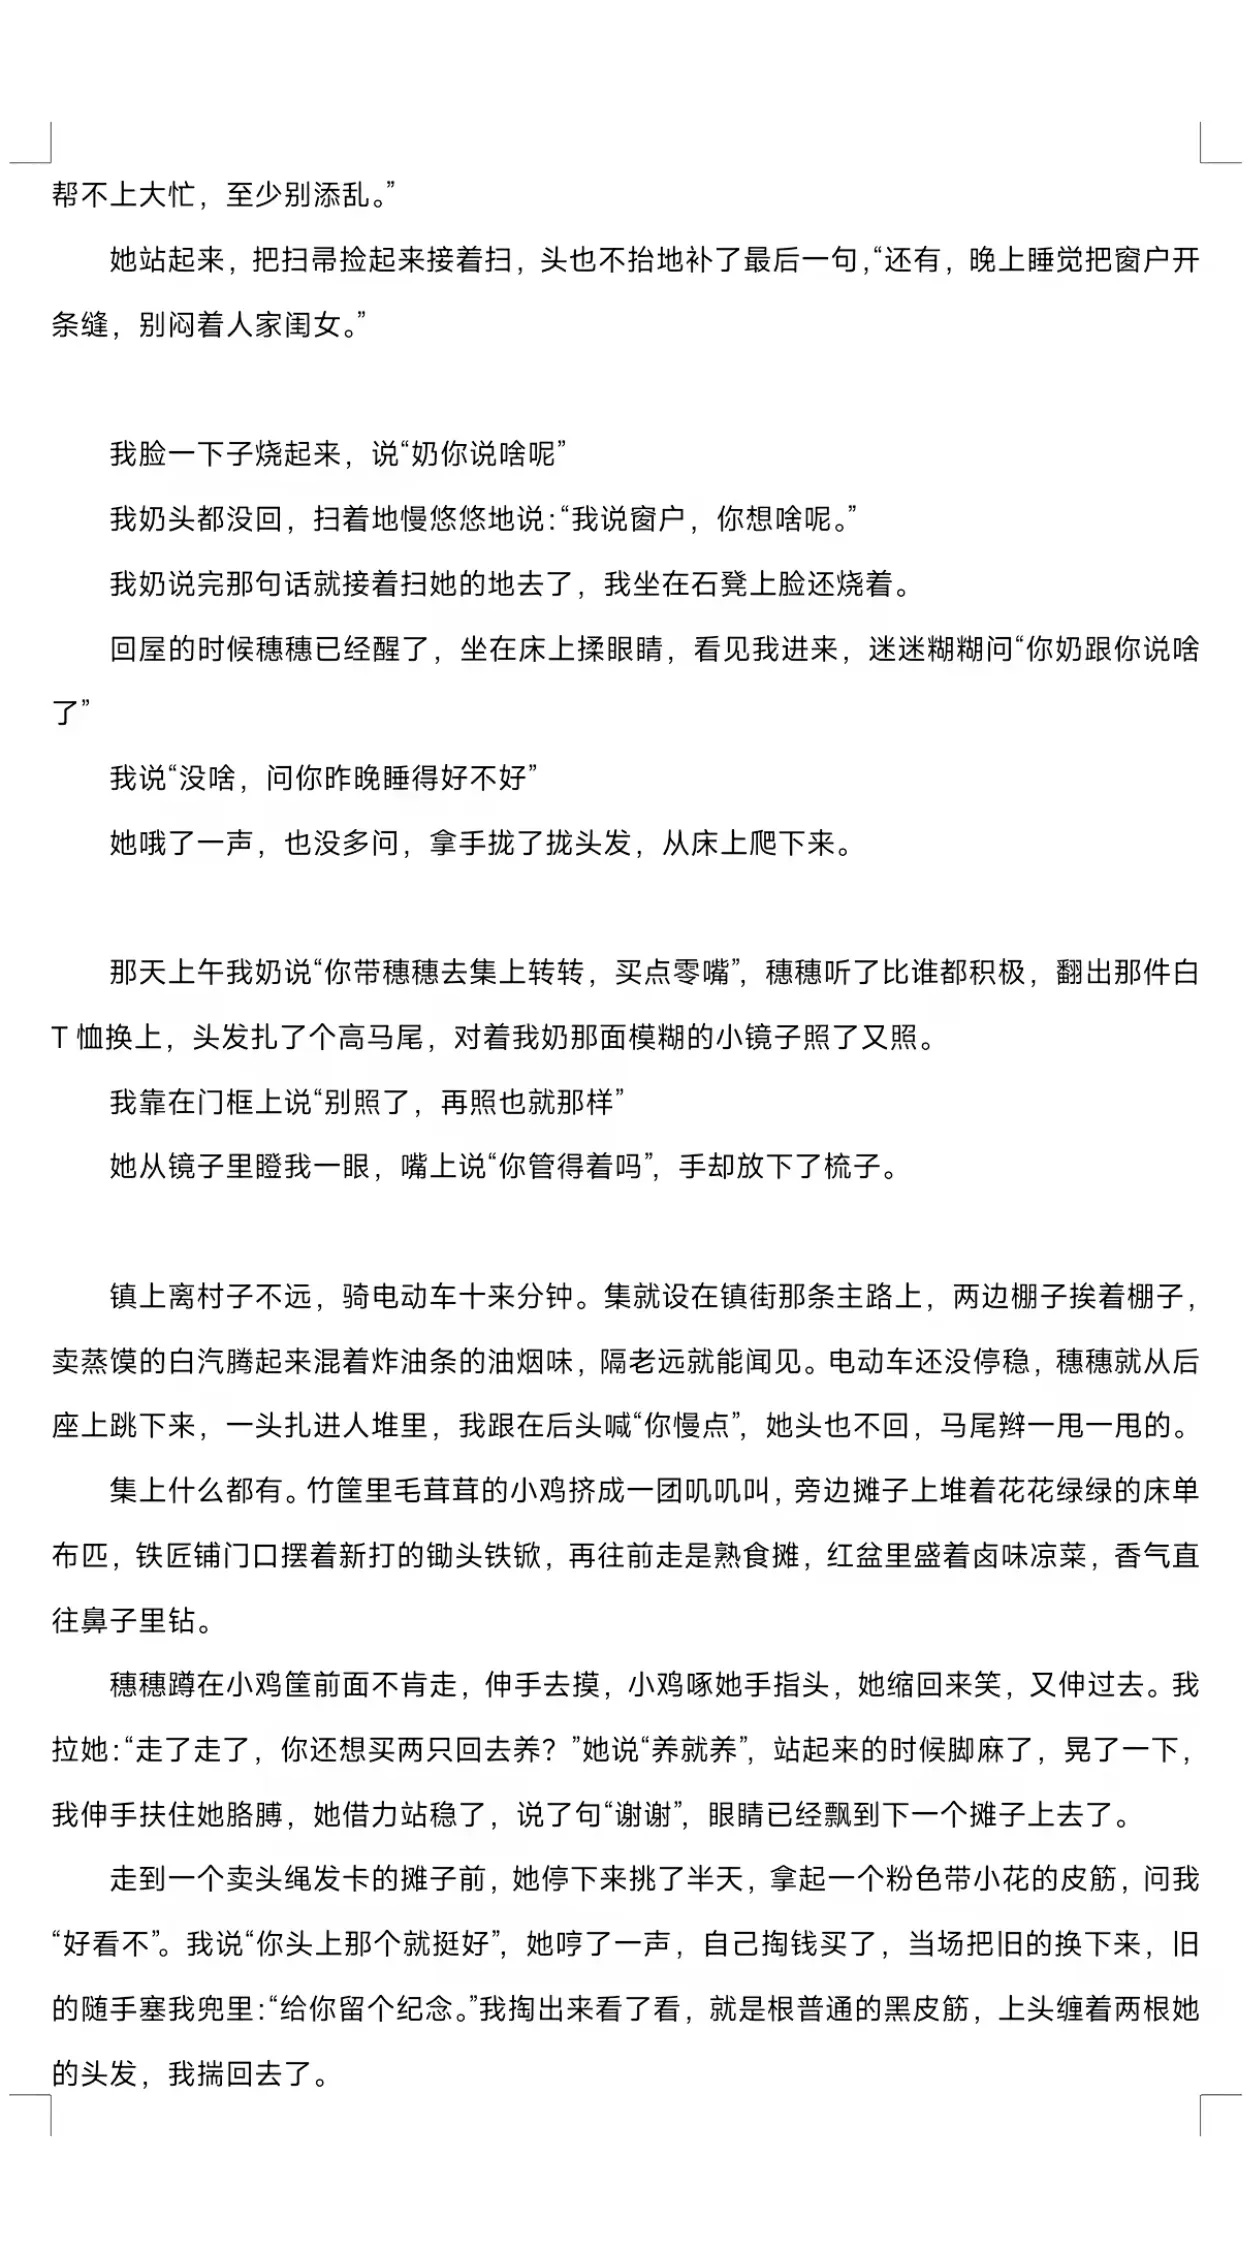 帮不上大忙，至少别添乱。”
她站起来，把扫帚捡起来接着扫，头也不抬地补了最后一句，“还有，晚上睡觉把窗户开
条缝，别闷着人家闺女。”
我脸一下子烧起来，说“奶你说啥呢”
我奶头都没回，扫着地慢悠悠地说：“我说窗户，你想啥呢。”
我奶说完那句话就接着扫她的地去了，我坐在石凳上脸还烧着。
回屋的时候穗穗已经醒了，坐在床上揉眼睛，看见我进来，迷迷糊糊问“你奶跟你说啥
了”
我说“没啥，问你昨晚睡得好不好”
她哦了一声，也没多问，拿手拢了拢头发，从床上爬下来。
那天上午我奶说“你带穗穗去集上转转，买点零嘴”，穗穗听了比谁都积极，翻出那件白
T 恤换上，头发扎了个高马尾，对着我奶那面模糊的小镜子照了又照。
我靠在门框上说“别照了，再照也就那样”
她从镜子里瞪我一眼，嘴上说“你管得着吗”，手却放下了梳子。
镇上离村子不远，骑电动车十来分钟。集就设在镇街那条主路上，两边棚子挨着棚子，
卖蒸馍的白汽腾起来混着炸油条的油烟味，隔老远就能闻见。电动车还没停稳，穗穗就从后
座上跳下来，一头扎进人堆里，我跟在后头喊“你慢点”，她头也不回，马尾辫一甩一甩的。
集上什么都有。竹筐里毛茸茸的小鸡挤成一团叽叽叫，旁边摊子上堆着花花绿绿的床单
布匹，铁匠铺门口摆着新打的锄头铁锨，再往前走是熟食摊，红盆里盛着卤味凉菜，香气直
往鼻子里钻。
穗穗蹲在小鸡筐前面不肯走，伸手去摸，小鸡啄她手指头，她缩回来笑，又伸过去。我
拉她：“走了走了，你还想买两只回去养？”她说“养就养”，站起来的时候脚麻了，晃了一下，
我伸手扶住她胳膊，她借力站稳了，说了句“谢谢”，眼睛已经飘到下一个摊子上去了。
走到一个卖头绳发卡的摊子前，她停下来挑了半天，拿起一个粉色带小花的皮筋，问我
“好看不”。我说“你头上那个就挺好”，她哼了一声，自己掏钱买了，当场把旧的换下来，旧
的随手塞我兜里：“给你留个纪念。”我掏出来看了看，就是根普通的黑皮筋，上头缠着两根她
的头发，我揣回去了。